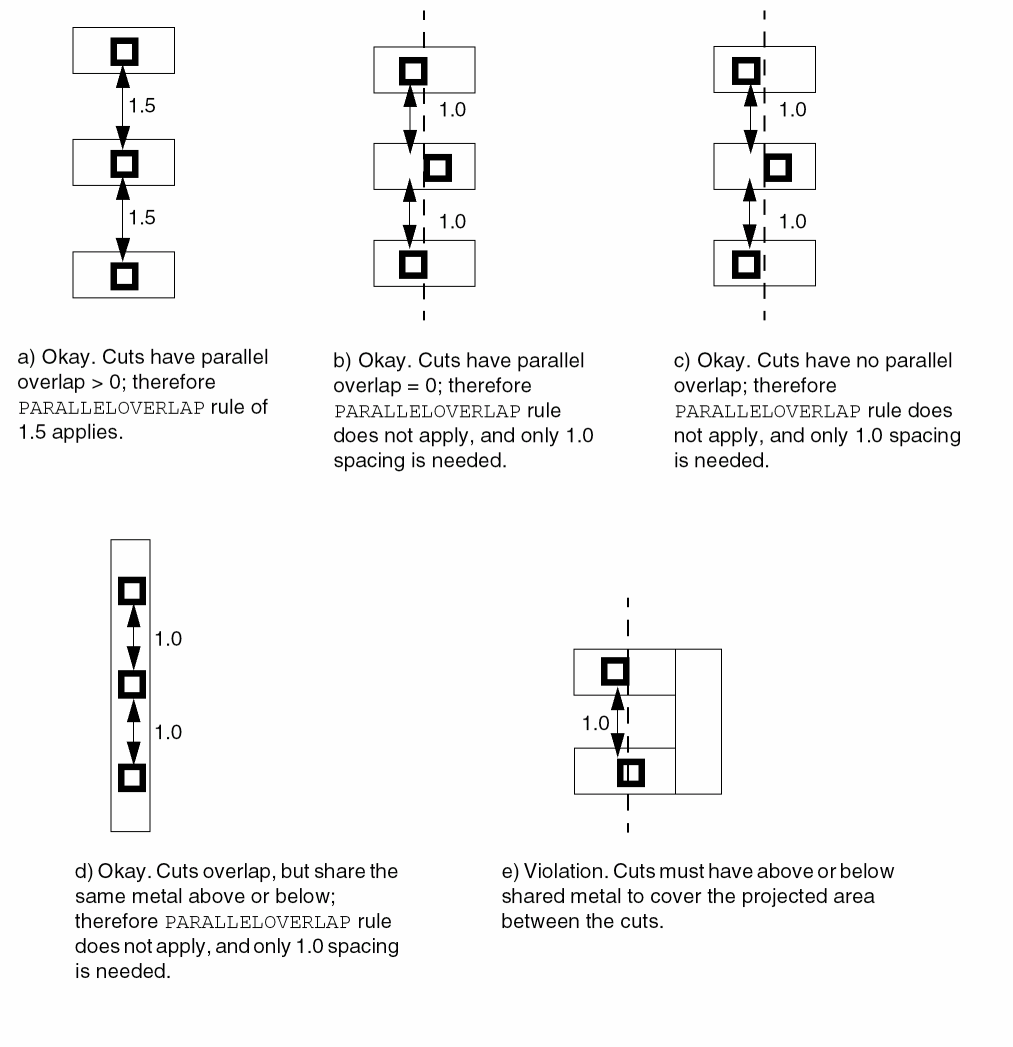 1.5
1.5
1.0
1.0
1.0
1.0
a) Okay. Cuts have parallel
overlap > 0; therefore
PARALLELOVERLAP rule of
1.5 applies.
b) Okay. Cuts have parallel
overlap = 0; therefore
PARALLELOVERLAP rule
does not apply, and only 1.0
spacing is needed.
c) Okay. Cuts have no parallel
overlap; therefore
PARALLELOVERLAP rule does
not apply, and only 1.0 spacing
is needed.
1.0
1.0
1.0
d) Okay. Cuts overlap, but share the
same metal above or below;
therefore PARALLELOVERLAP rule
does not apply, and only 1.0 spacing
is needed.
e) Violation. Cuts must have above or below
shared metal to cover the projected area
between the cuts.